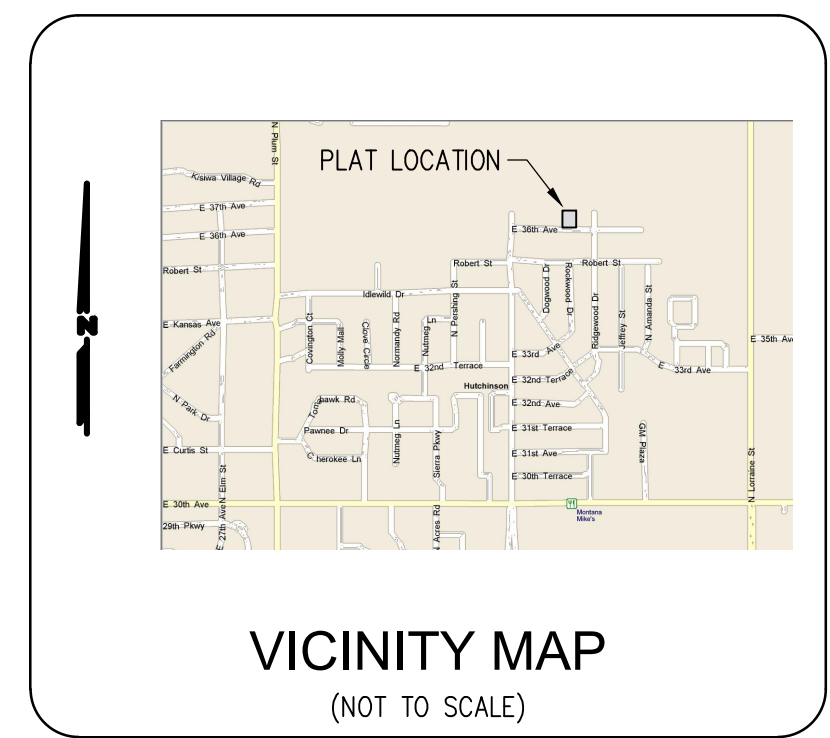 N Plum St
PLAT LOCATION
Kisiwa Village Rd
E 37th Ave
E 36th Ave
E 36th Ave
Robert St
Robert St
Robert St
Idlewild Dr
N Pershing St
Dogwood Dr
Rockwood Dr
Ridgewood Dr
Jeffrey St
N Amanda St
E Kansas Ave
Farmington Rd
Covington Ct
Molly Mall
Clove Circle
Normandy Rd
Nutmeg Ln
E 33rd Ave
E 35th Av
E 32nd Terrace
E 33rd Ave
E 32nd Terrace
Hutchinson
N Park Dr
Tomahawk Rd
E 32nd Ave
Pawnee Dr
E 31st Terrace
Nutmeg Ln
Sierra Pkwy
GM Plaza
E Curtis St
Cherokee Ln
E 31st Ave
N Elm St
E 30th Terrace
N Lorraine St
E 30th Ave
N Acres Rd
Montana
Mike's
29th Pkwy
E 27th Ave
N
VICINITY MAP
(NOT TO SCALE)